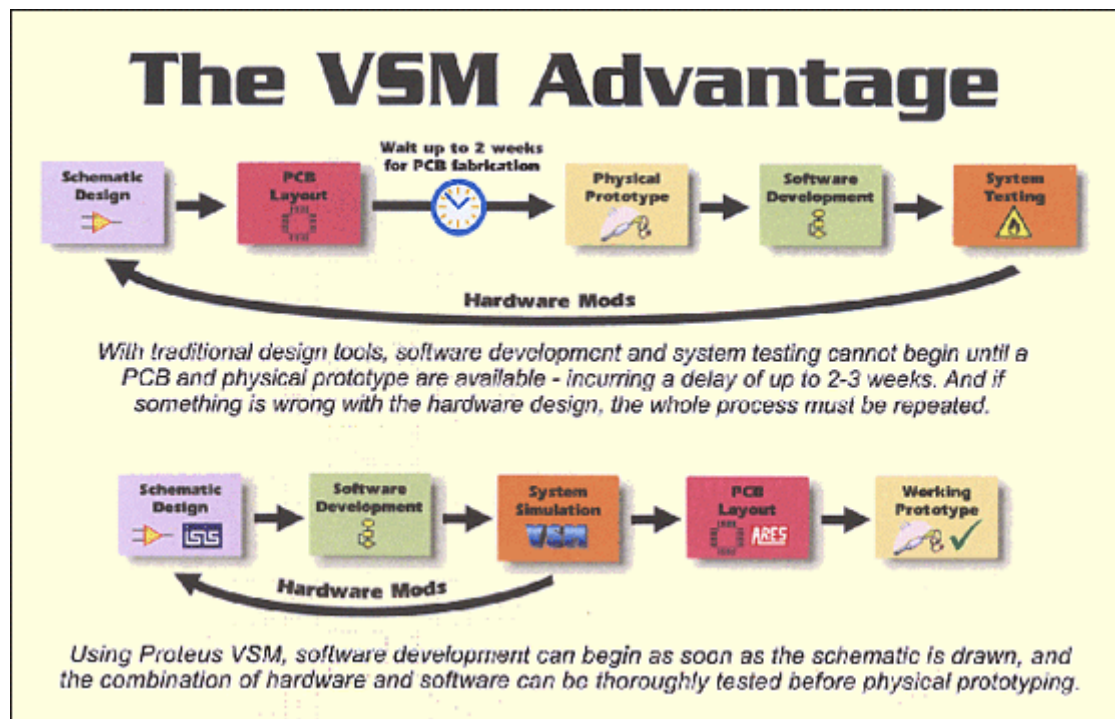 The VSM Advantage
Wait up to 2 weeks
for PCB fabrication
Schematic
Design
PCB
Layout
Physical
Prototype
Software
Development
System
Testing
Hardware Mods
With traditional design tools, software development and system testing cannot begin until a
PCB and physical prototype are available - incurring a delay of up to 2-3 weeks. And if
something is wrong with the hardware design, the whole process must be repeated.
Schematic
Design
ISIS
Software
Development
System
Simulation
VSM
PCB
Layout
ARES
Working
Prototype
Hardware Mods
Using Proteus VSM, software development can begin as soon as the schematic is drawn, and
the combination of hardware and software can be thoroughly tested before physical prototyping.